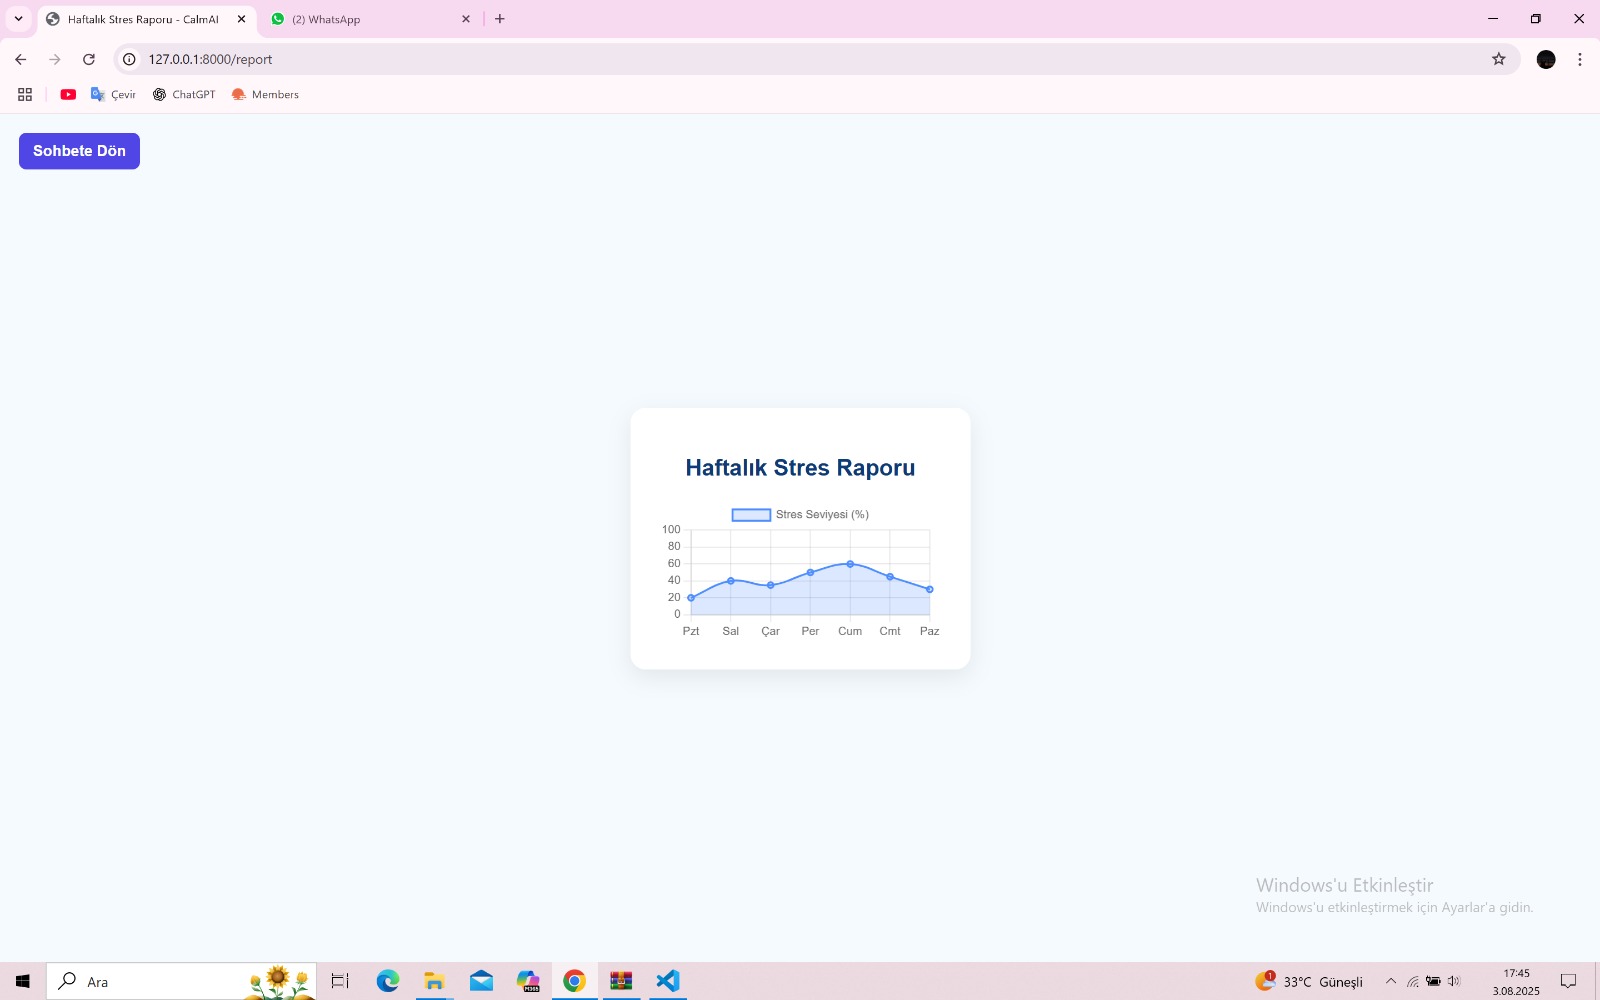 Haftalık Stres Raporu - CalmAI
(2) WhatsApp
127.0.0.1:8000/report
Çevir
ChatGPT
Members
Sohbete Dön
Haftalık Stres Raporu
Stres Seviyesi (%)
100
80
60
40
20
0
Pzt Sal Çar Per Cum Cmt Paz
Windows'u Etkinleştir
Windows'u etkinleştirmek için Ayarlar'a gidin.
Ara
M365
1
33°C Güneşli
17:45
3.08.2025